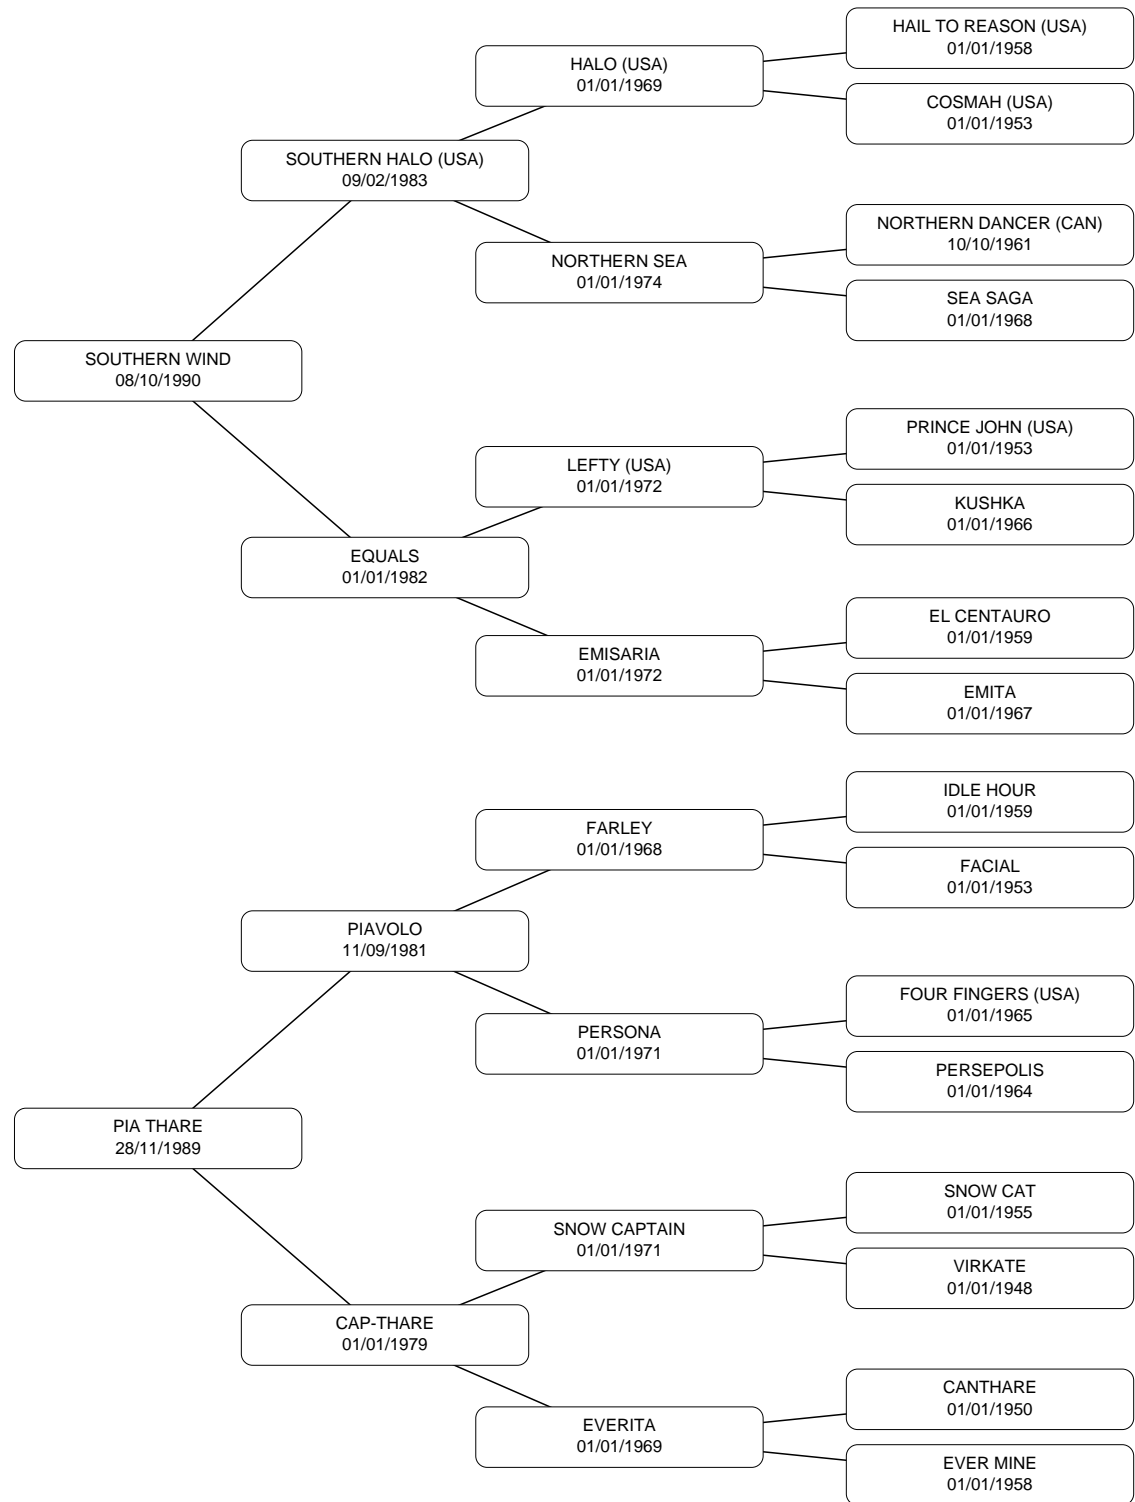 HAIL TO REASON (USA)
01/01/1958
HALO (USA)
01/01/1969
COSMAH (USA)
01/01/1953
SOUTHERN HALO (USA)
09/02/1983
NORTHERN DANCER (CAN)
10/10/1961
NORTHERN SEA
01/01/1974
SEA SAGA
01/01/1968
SOUTHERN WIND
08/10/1990
PRINCE JOHN (USA)
01/01/1953
LEFTY (USA)
01/01/1972
KUSHKA
01/01/1966
EQUALS
01/01/1982
EL CENTAURO
01/01/1959
EMISARIA
01/01/1972
EMITA
01/01/1967
IDLE HOUR
01/01/1959
FARLEY
01/01/1968
FACIAL
01/01/1953
PIAVOLO
11/09/1981
FOUR FINGERS (USA)
01/01/1965
PERSONA
01/01/1971
PERSEPOLIS
01/01/1964
PIA THARE
28/11/1989
SNOW CAT
01/01/1955
SNOW CAPTAIN
01/01/1971
VIRKATE
01/01/1948
CAP-THARE
01/01/1979
CANTHARE
01/01/1950
EVERITA
01/01/1969
EVER MINE
01/01/1958